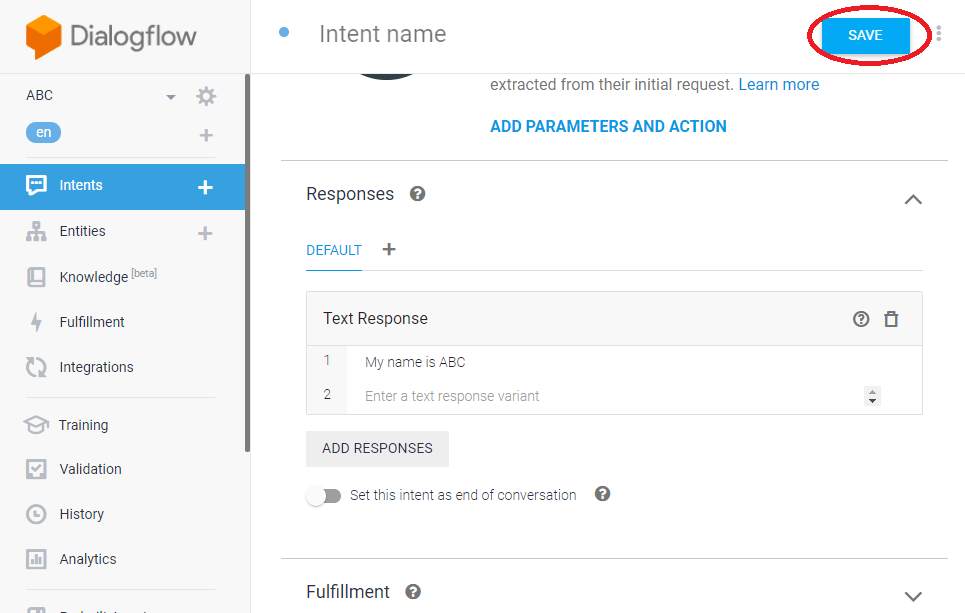 Dialogflow
Intent name
SAVE
ABC
en
Intents
Entities
Knowledge [beta]
Fulfillment
Integrations
Training
Validation
History
Analytics
extracted from their initial request. Learn more
ADD PARAMETERS AND ACTION
Responses
DEFAULT
Text Response
1 My name is ABC
2 Enter a text response variant
ADD RESPONSES
Set this intent as end of conversation
Fulfillment